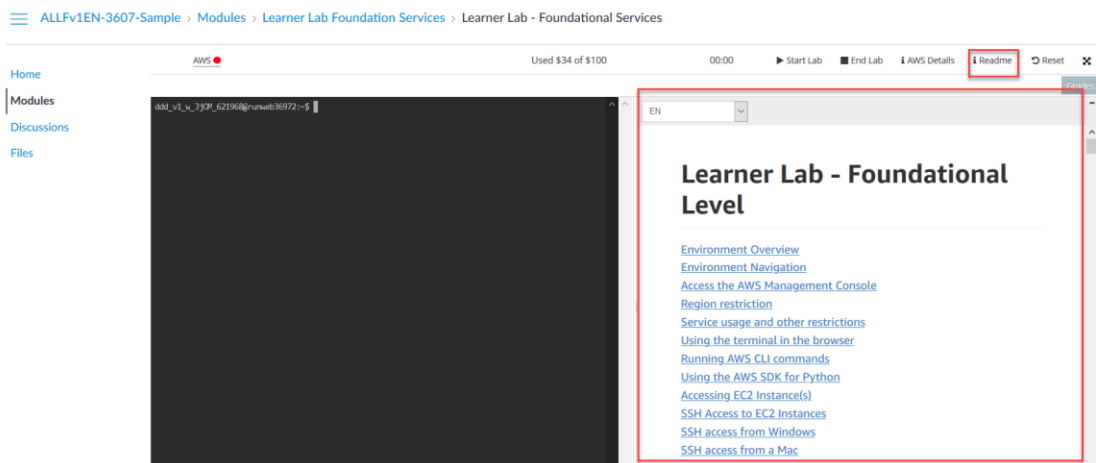 ALLFv1EN-3607-Sample > Modules > Learner Lab Foundation Services > Learner Lab - Foundational Services
AWS Used $34 of $100 00:00 Start Lab End Lab AWS Details Readme Reset
Home
Modules
Discussions
Files
Grades
ddd_v1_w_JjOM_621968@runweb36972:~$
EN
Learner Lab - Foundational
Level
Environment Overview
Environment Navigation
Access the AWS Management Console
Region restriction
Service usage and other restrictions
Using the terminal in the browser
Running AWS CLI commands
Using the AWS SDK for Python
Accessing EC2 Instance(s)
SSH Access to EC2 Instances
SSH access from Windows
SSH access from a Mac